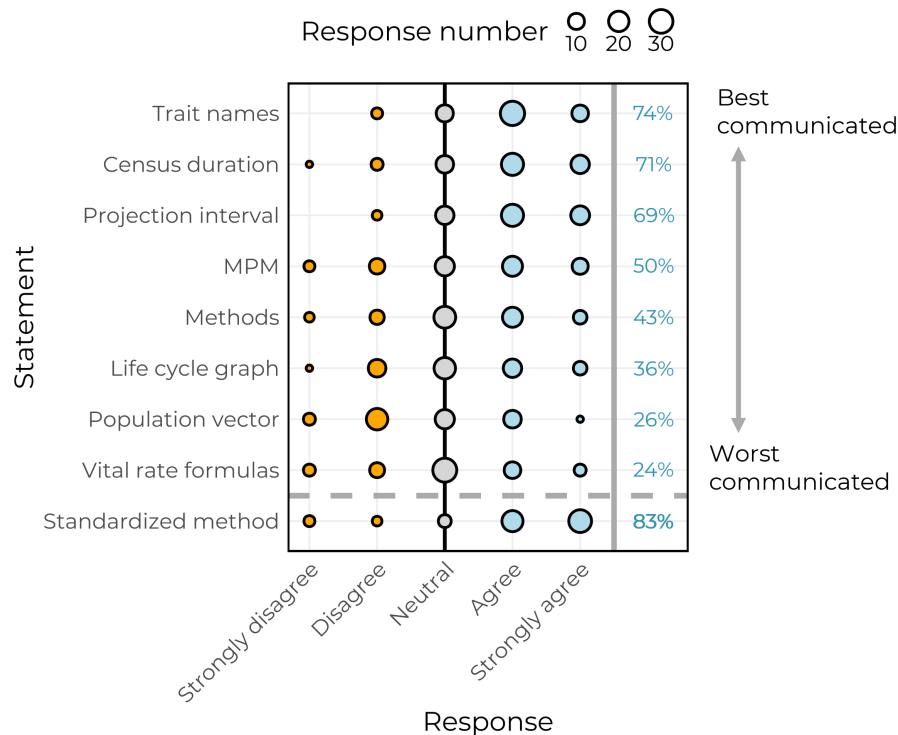 Response number
10 20 30
Best
communicated
Trait names 74%
Census duration 71%
Projection interval 69%
MPM 50%
Methods 43%
Life cycle graph 36%
Population vector 26%
Vital rate formulas 24%
Standardized method 83%
Worst
communicated
Statement
Strongly disagree
Disagree
Neutral
Agree
Strongly agree
Response